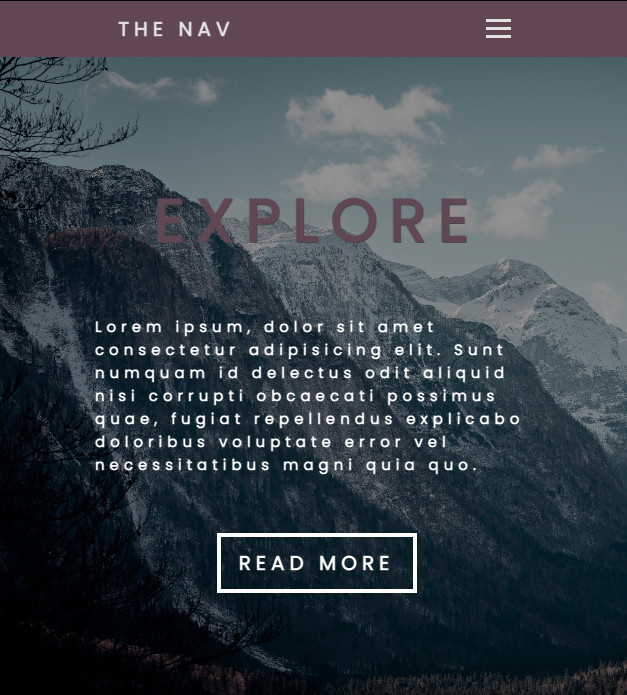 THE NAV
EXPLORE
Lorem ipsum, dolor sit amet
consectetur adipisicing elit. Sunt
numquam id delectus odit aliquid
nisi corrupti obcaecati possimus
quae, fugiat repellendus explicabo
doloribus voluptate error vel
necessitatibus magni quia quo.
READ MORE